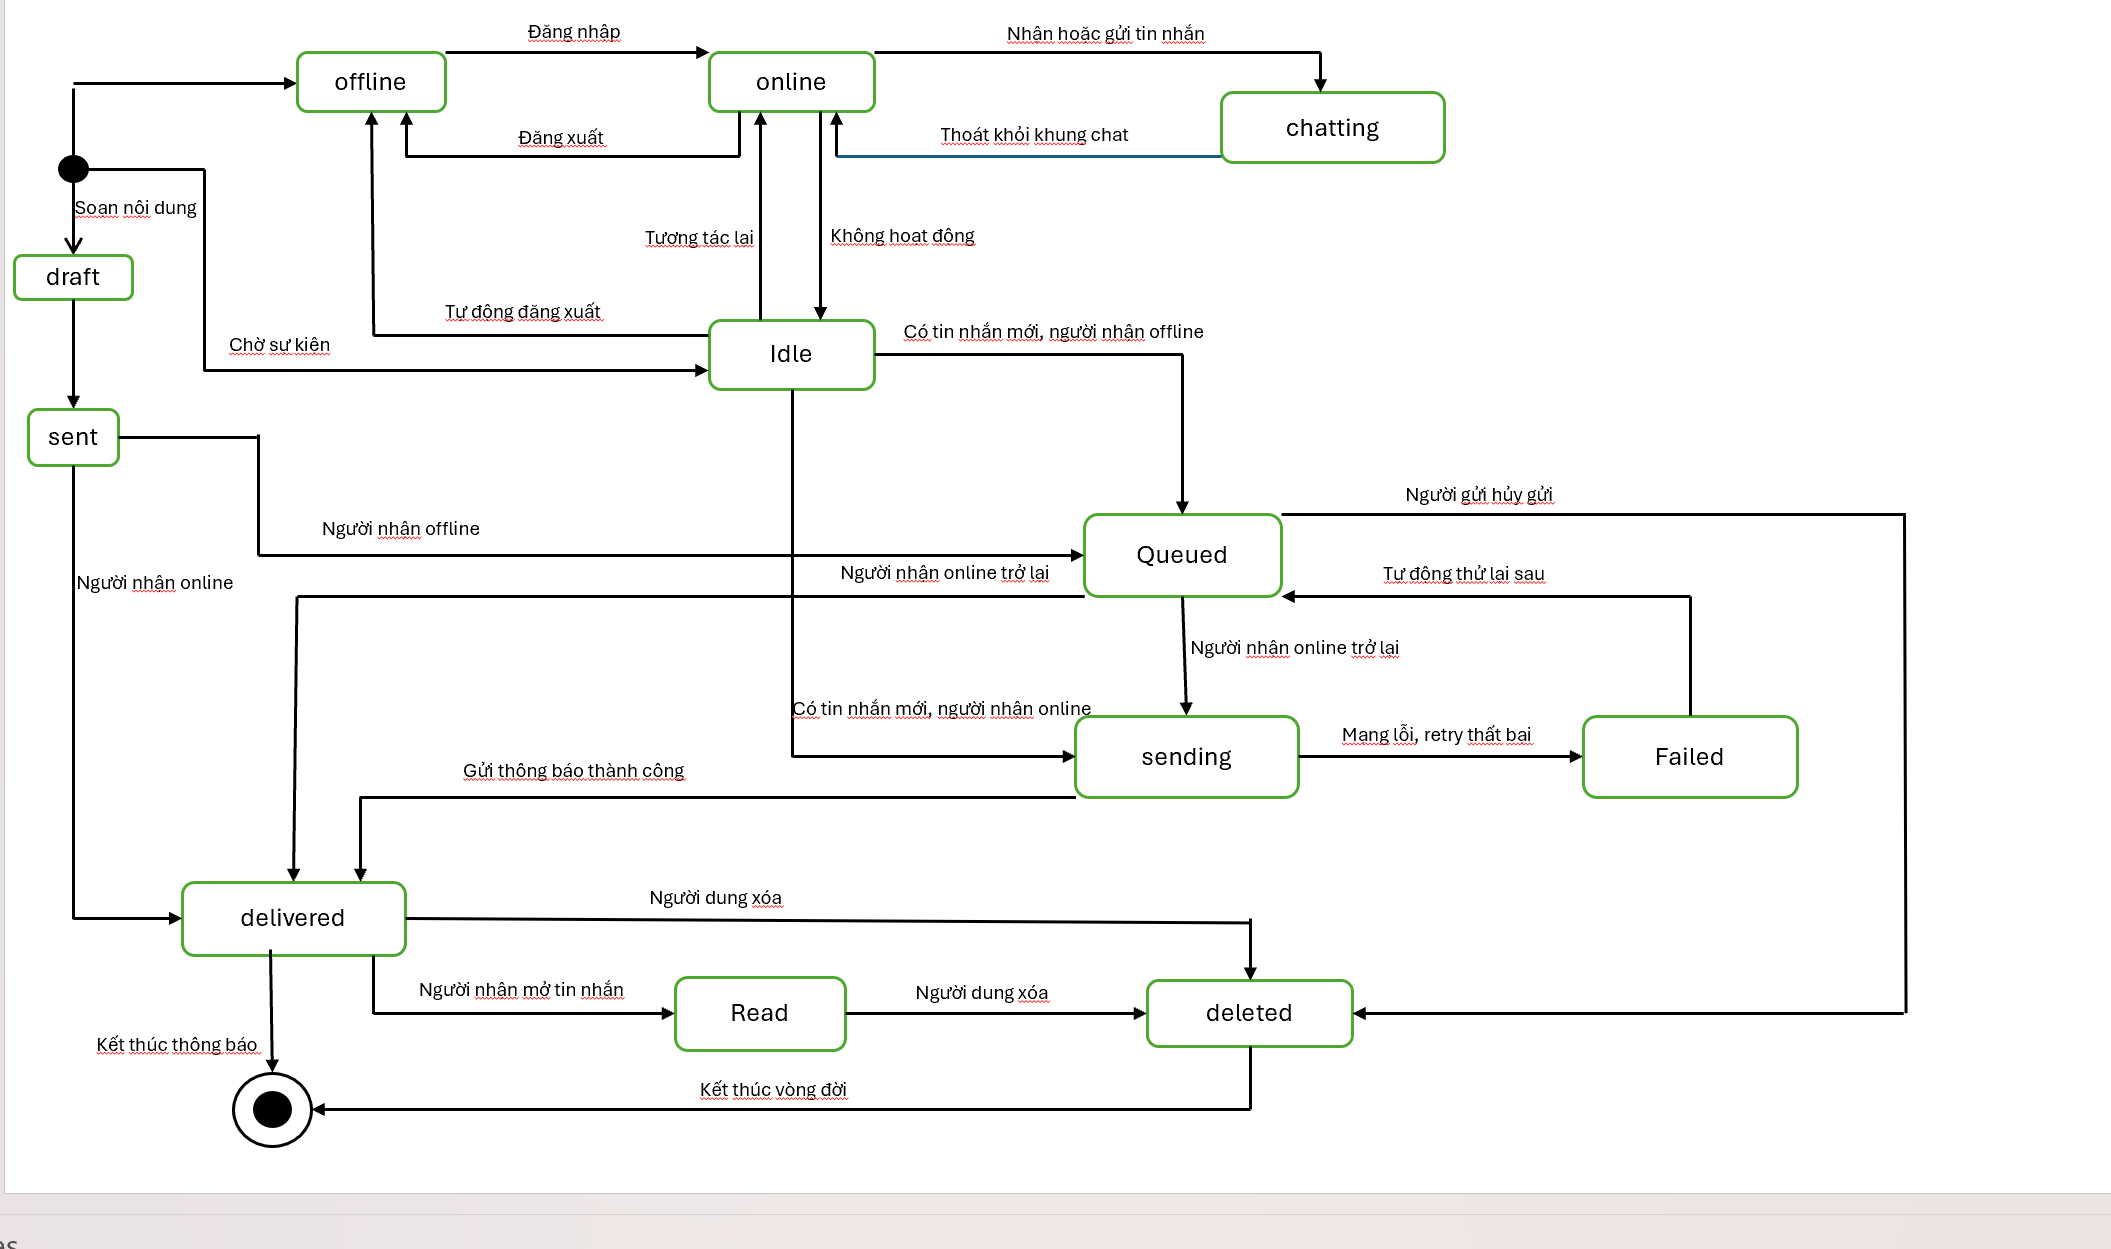 Đăng nhập
Nhận hoặc gửi tin nhắn
offline
online
chatting
Đăng xuất
Thoát khỏi khung chat
Soạn nội dung
Tương tác lại
Không hoạt động
draft
Tự động đăng xuất
Có tin nhắn mới, người nhận offline
Chờ sự kiện
Idle
sent
Người gửi hủy gửi
Người nhận offline
Queued
Người nhận online trở lại
Tự động thử lại sau
Người nhận online
Người nhận online trở lại
Có tin nhắn mới, người nhận online
Mạng lỗi, retry thất bại
sending
Failed
Gửi thông báo thành công
Người dung xóa
delivered
Người nhận mở tin nhắn
Người dung xóa
Read
deleted
Kết thúc thông báo
Kết thúc vòng đời